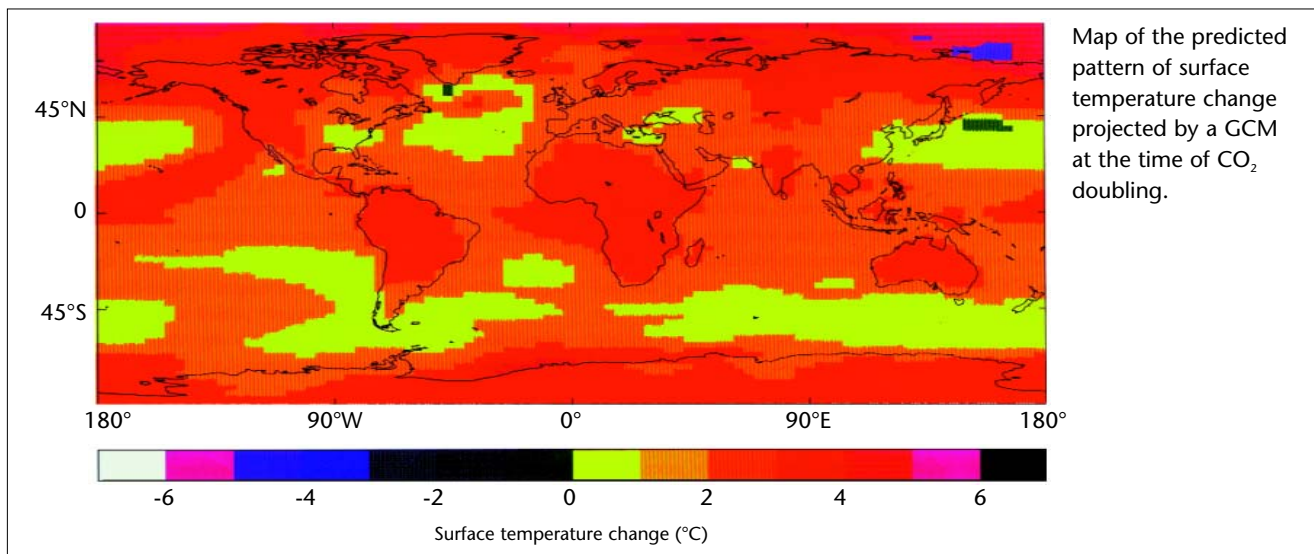 Map of the predicted
pattern of surface
temperature change
projected by a GCM
at the time of CO₂
doubling.
45°N
0
45°S
180° 90°W 0° 90°E 180°
-6 -4 -2 0 2 4 6
Surface temperature change (°C)